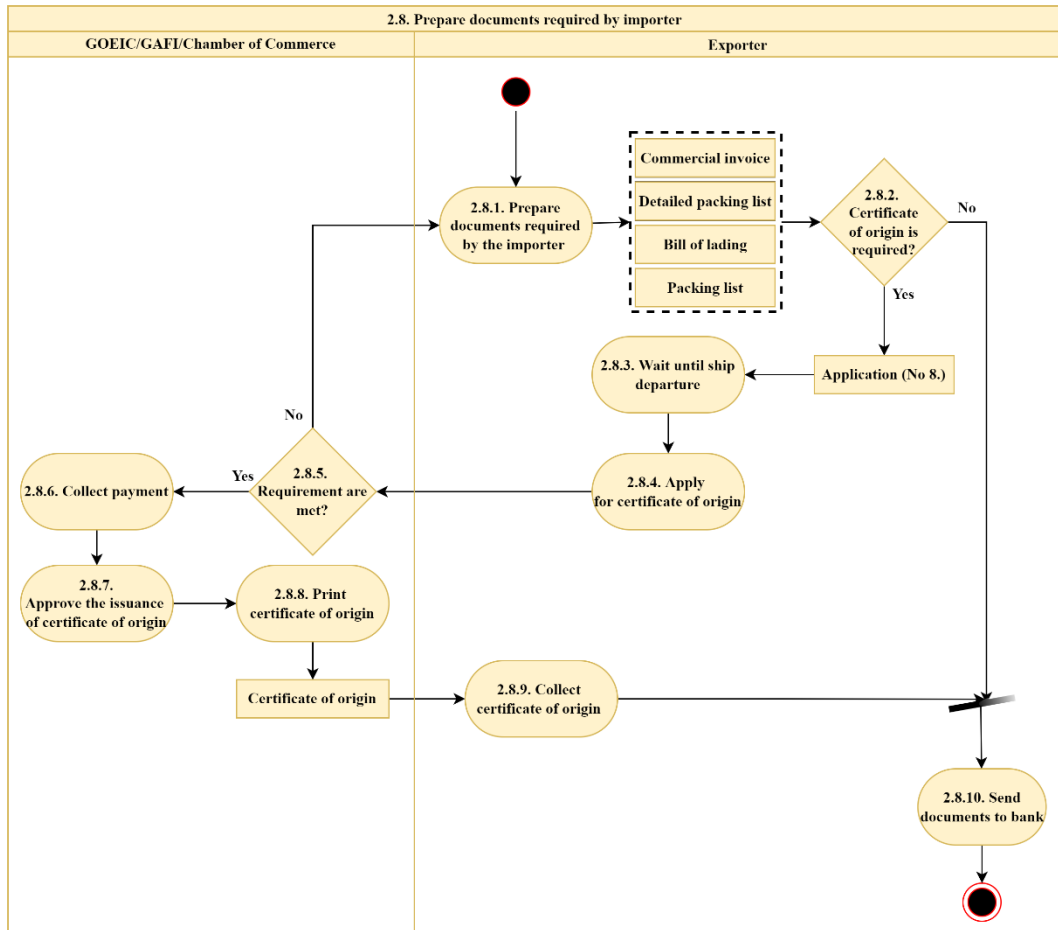 2.8. Prepare documents required by importer
GOEIC/GAFI/Chamber of Commerce
Exporter
2.8.1. Prepare
documents required
by the importer
Commercial invoice
Detailed packing list
Bill of lading
Packing list
2.8.2.
Certificate
of origin is
required?
No
Yes
Application (No 8.)
2.8.3. Wait until ship
departure
2.8.4. Apply
for certificate of origin
No
2.8.5.
Requirement are
met?
Yes
2.8.6. Collect payment
2.8.7.
Approve the issuance
of certificate of origin
2.8.8. Print
certificate of origin
Certificate of origin
2.8.9. Collect
certificate of origin
2.8.10. Send
documents to bank